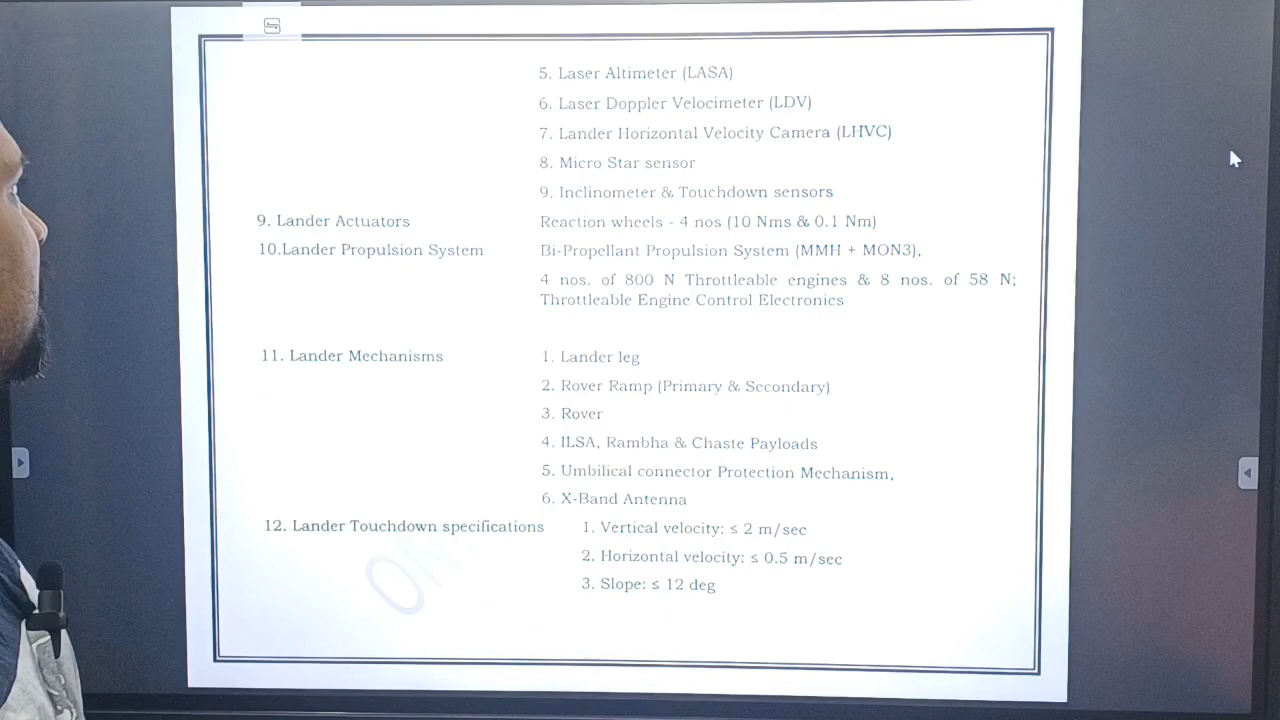 5. Laser Altimeter (LASA)
6. Laser Doppler Velocimeter (LDV)
7. Lander Horizontal Velocity Camera (LHVC)
8. Micro Star sensor
9. Inclinometer & Touchdown sensors
9. Lander Actuators Reaction wheels - 4 nos (10 Nms & 0.1 Nm)
10.Lander Propulsion System Bi-Propellant Propulsion System (MMH + MON3),
4 nos. of 800 N Throttleable engines & 8 nos. of 58 N;
Throttleable Engine Control Electronics
11. Lander Mechanisms 1. Lander leg
2. Rover Ramp (Primary & Secondary)
3. Rover
4. ILSA, Rambha & Chaste Payloads
5. Umbilical connector Protection Mechanism,
6. X-Band Antenna
12. Lander Touchdown specifications 1. Vertical velocity: ≤ 2 m/sec
2. Horizontal velocity: ≤ 0.5 m/sec
3. Slope: ≤ 12 deg